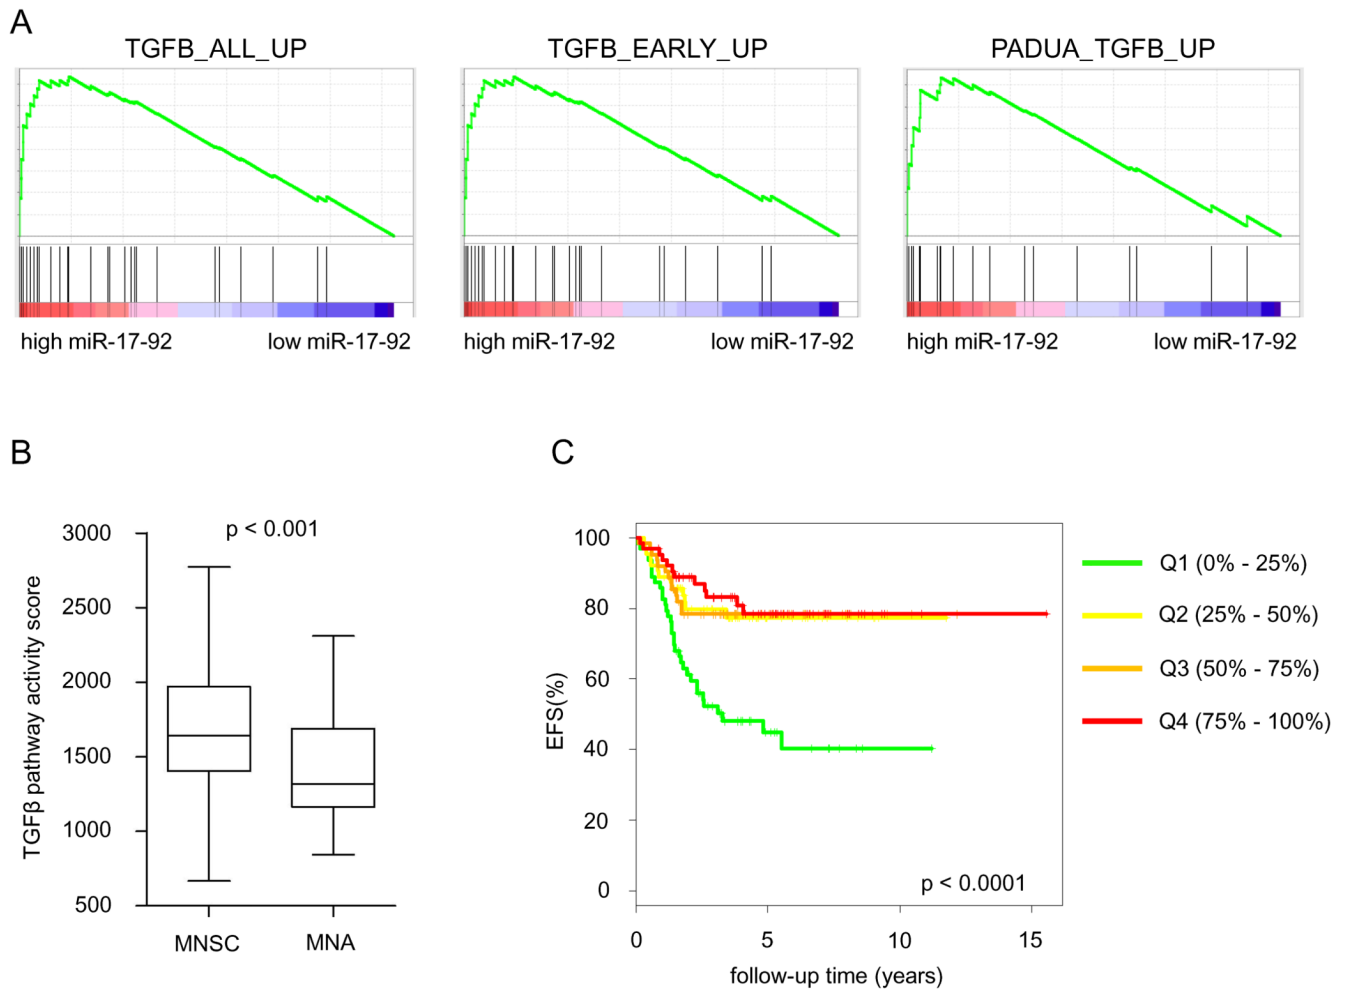 A
TGFB_ALL_UP
TGFB_EARLY_UP
PADUA_TGFB_UP
high miR-17-92
low miR-17-92
high miR-17-92
low miR-17-92
high miR-17-92
low miR-17-92
B
TGFβ pathway activity score
3000
2500
2000
1500
1000
500
p < 0.001
MNSC
MNA
C
EFS(%)
100
80
60
40
20
0
p < 0.0001
0
5
10
15
follow-up time (years)
Q1 (0% - 25%)
Q2 (25% - 50%)
Q3 (50% - 75%)
Q4 (75% - 100%)